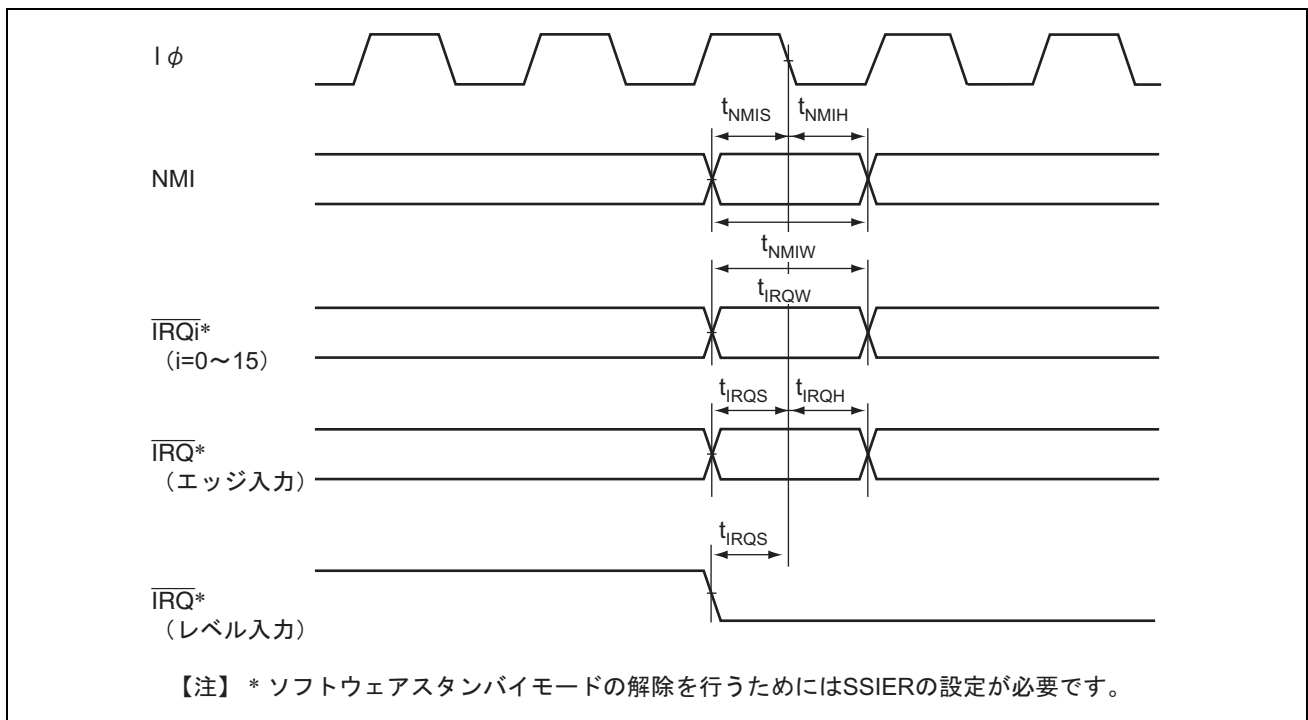 Iφ
tNMIS tNMIH
NMI
tNMIW
tIRQW
IRQi*
（i=0～15）
tIRQS tIRQH
IRQ*
（エッジ入力）
tIRQS
IRQ*
（レベル入力）
【注】 * ソフトウェアスタンバイモードの解除を行うためにはSSIERの設定が必要です。